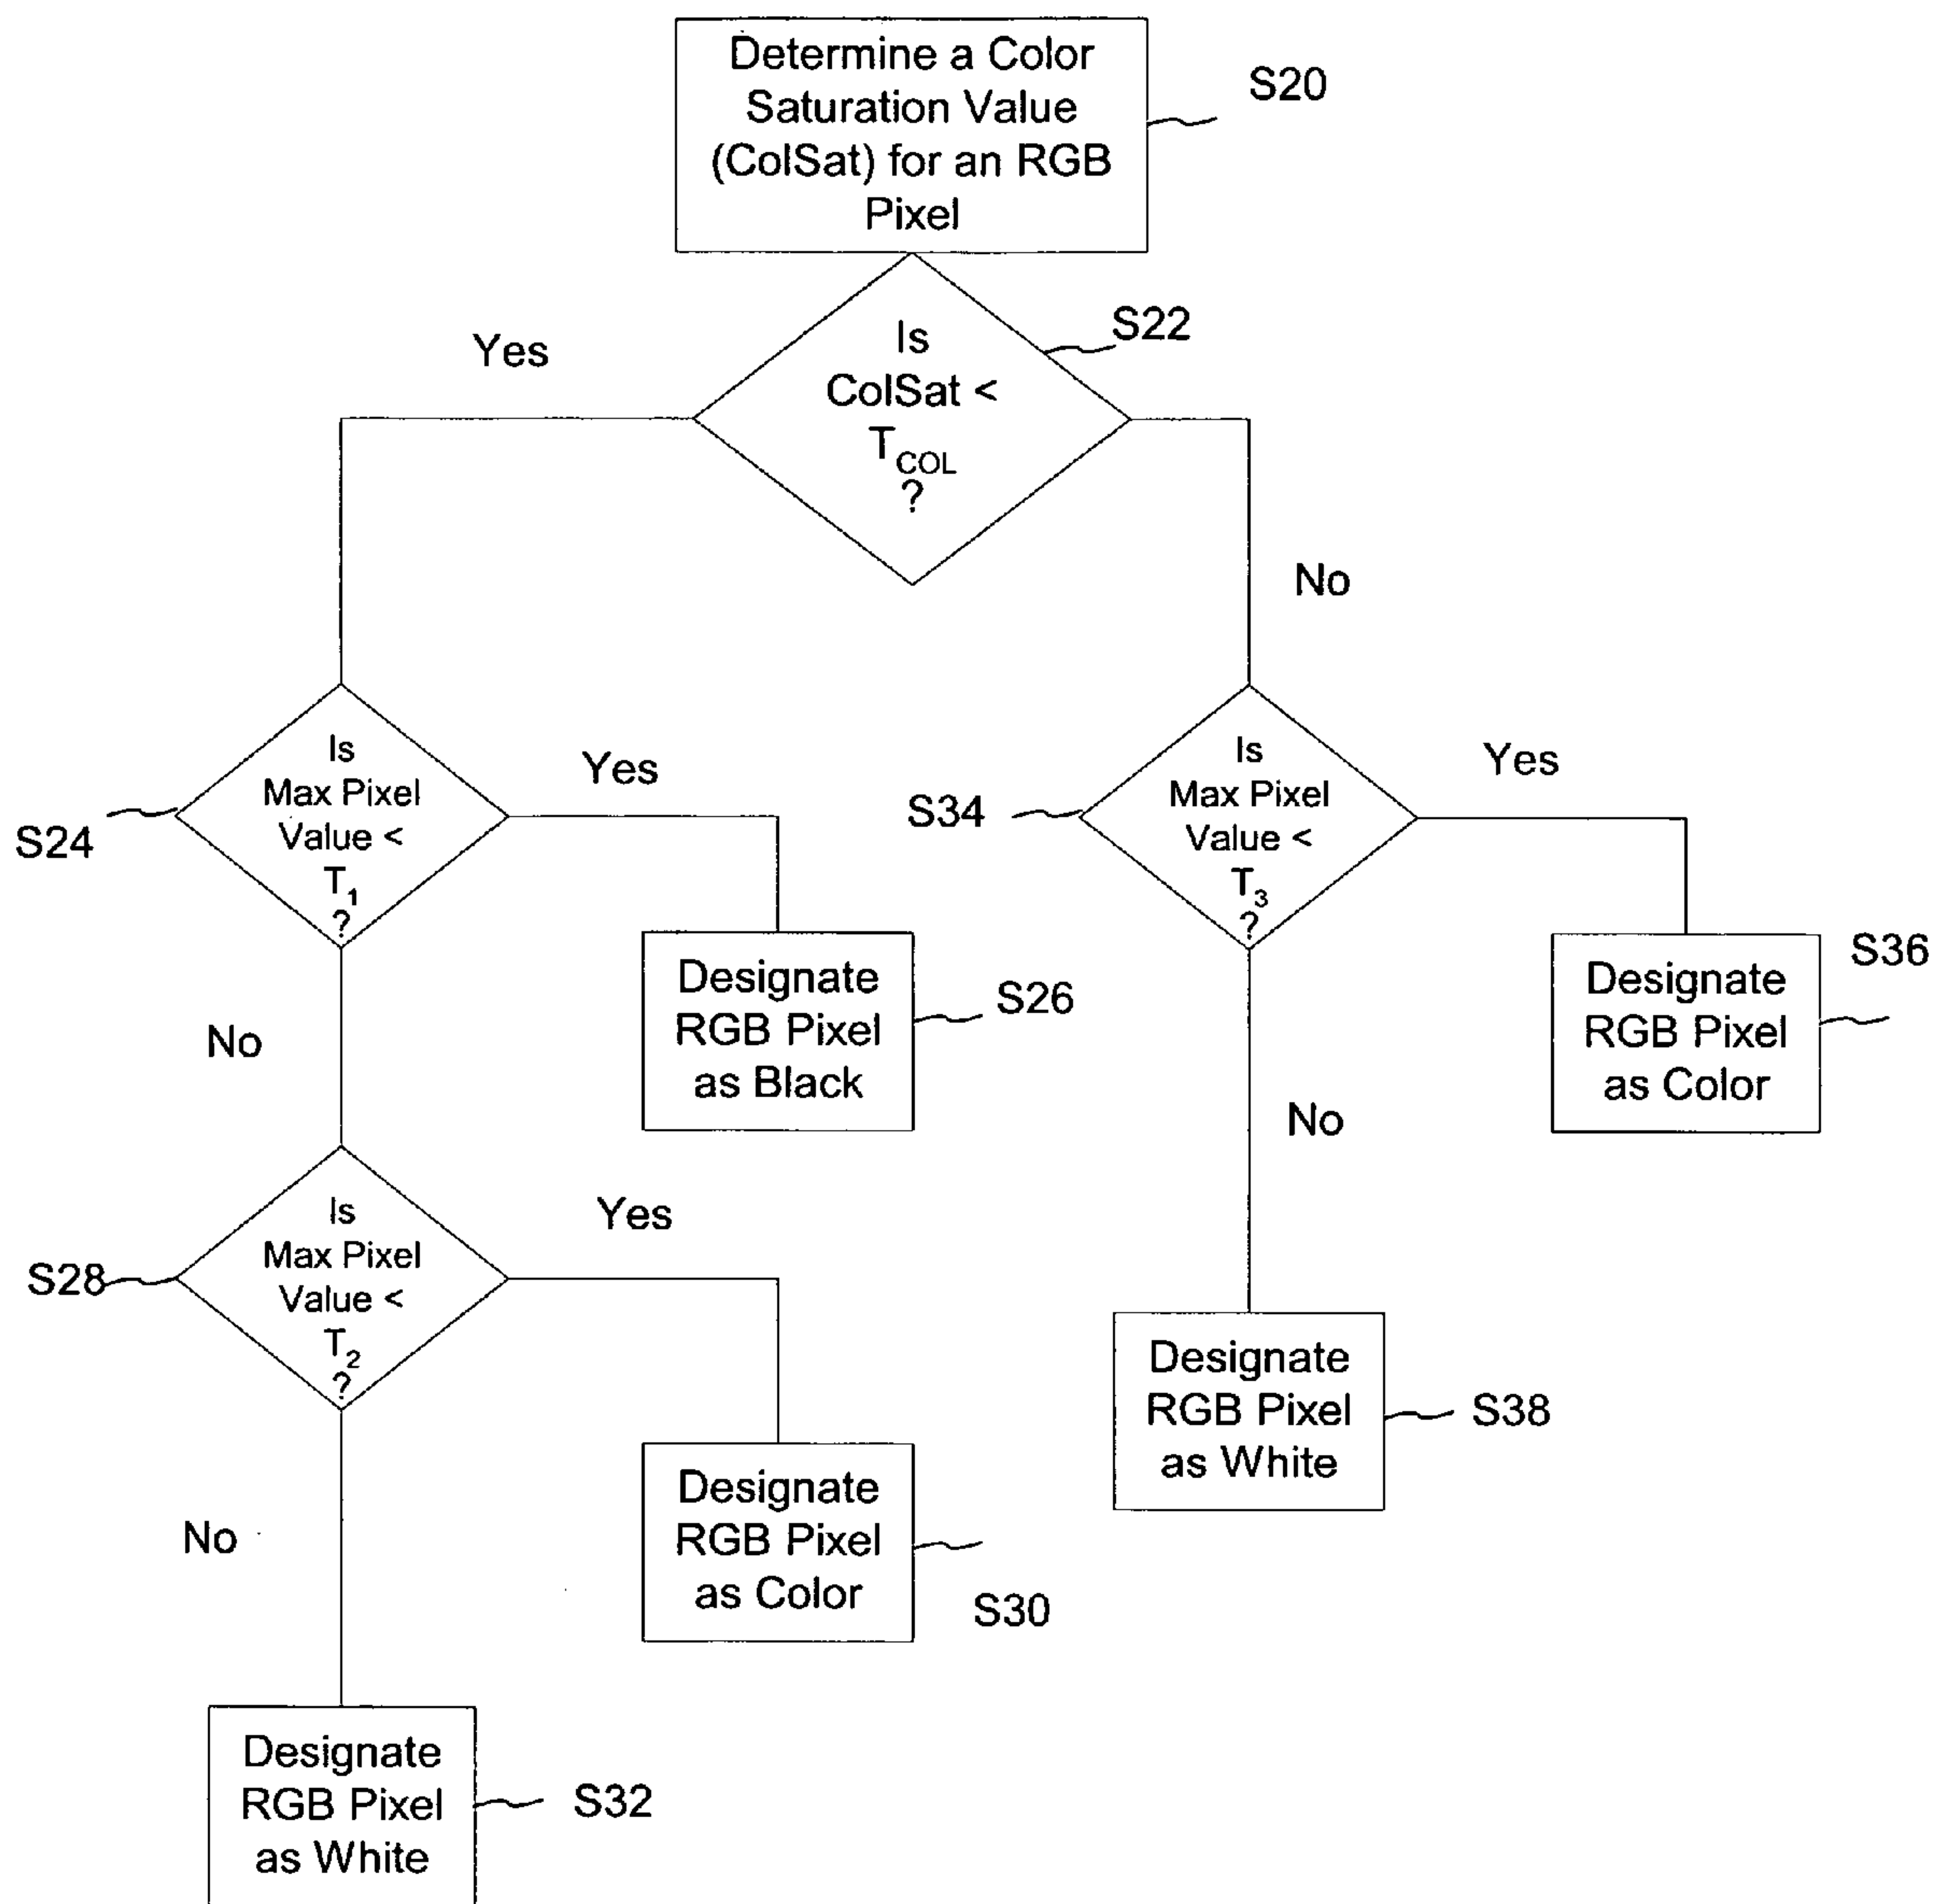 Determine a Color
Saturation Value
(ColSat) for an RGB
Pixel
S20
Is
ColSat <
T_COL
?
S22
Yes
No
Is
Max Pixel
Value <
T_1
?
S24
Yes
Designate
RGB Pixel
as Black
S26
No
Is
Max Pixel
Value <
T_2
?
S28
Yes
Designate
RGB Pixel
as Color
S30
No
Designate
RGB Pixel
as White
S32
Is
Max Pixel
Value <
T_3
?
S34
Yes
Designate
RGB Pixel
as Color
S36
No
Designate
RGB Pixel
as White
S38